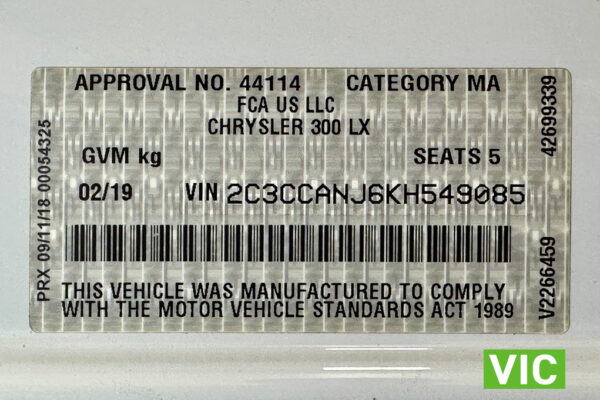 APPROVAL NO. 44114 CATEGORY MA
FCA US LLC
CHRYSLER 300 LX
GVM kg SEATS 5
02/19 VIN 2C3CCANJ6KH549085
THIS VEHICLE WAS MANUFACTURED TO COMPLY
WITH THE MOTOR VEHICLE STANDARDS ACT 1989
PRX 09/11/18 00054325
42699339
V2266459
VIC